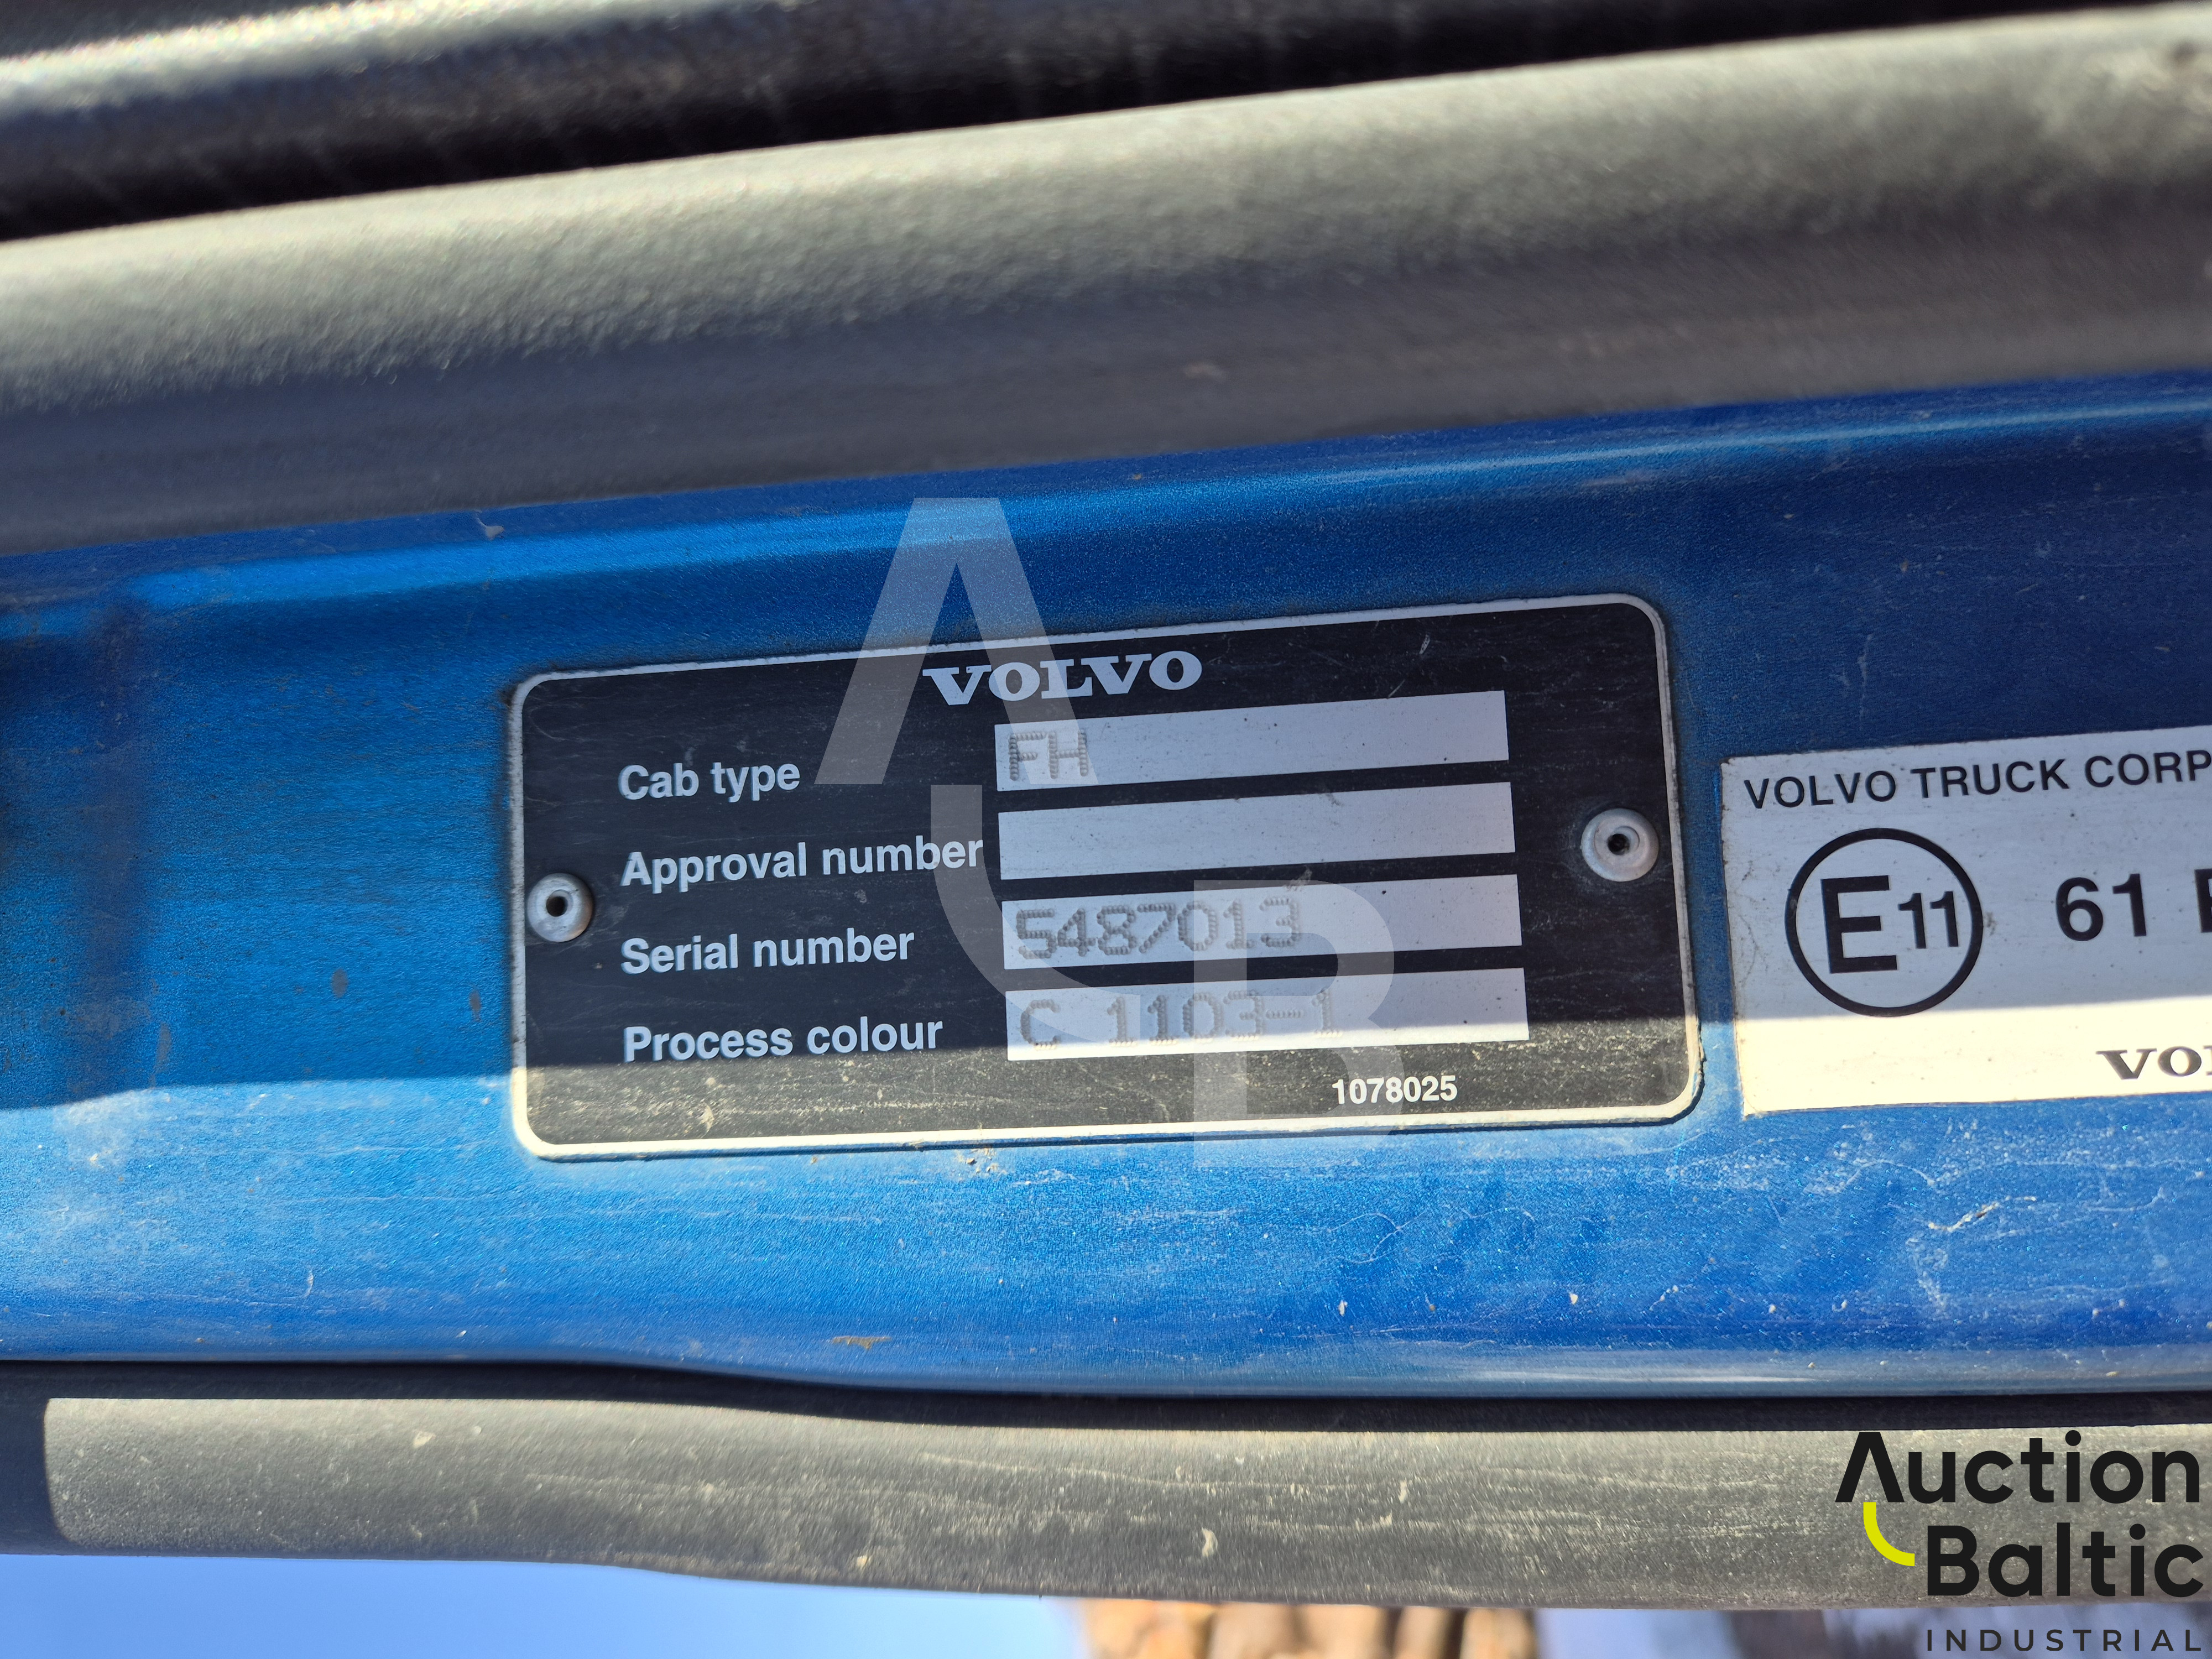 VOLVO
Cab type FH
Approval number
Serial number 5487013
Process colour C 1103-1
1078025
VOLVO TRUCK CORP
E11 61
VOL
Auction
Baltic
INDUSTRIAL